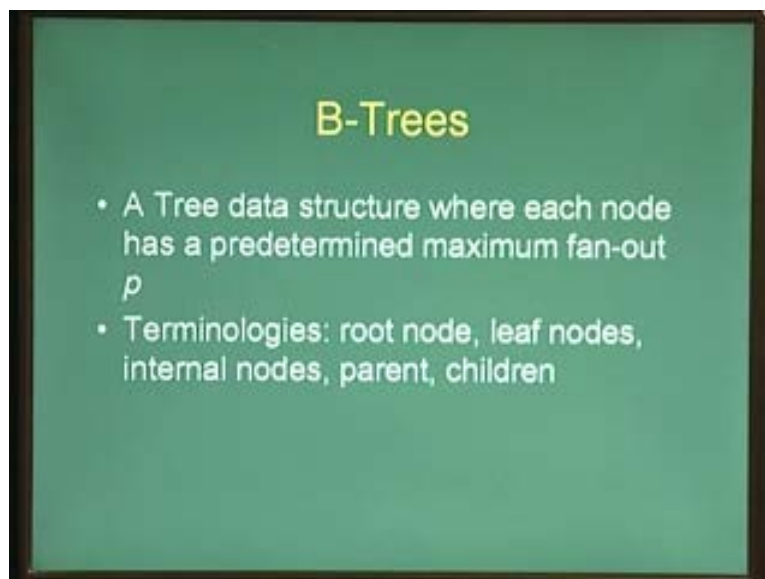 B-Trees
• A Tree data structure where each node
has a predetermined maximum fan-out
p
• Terminologies: root node, leaf nodes,
internal nodes, parent, children